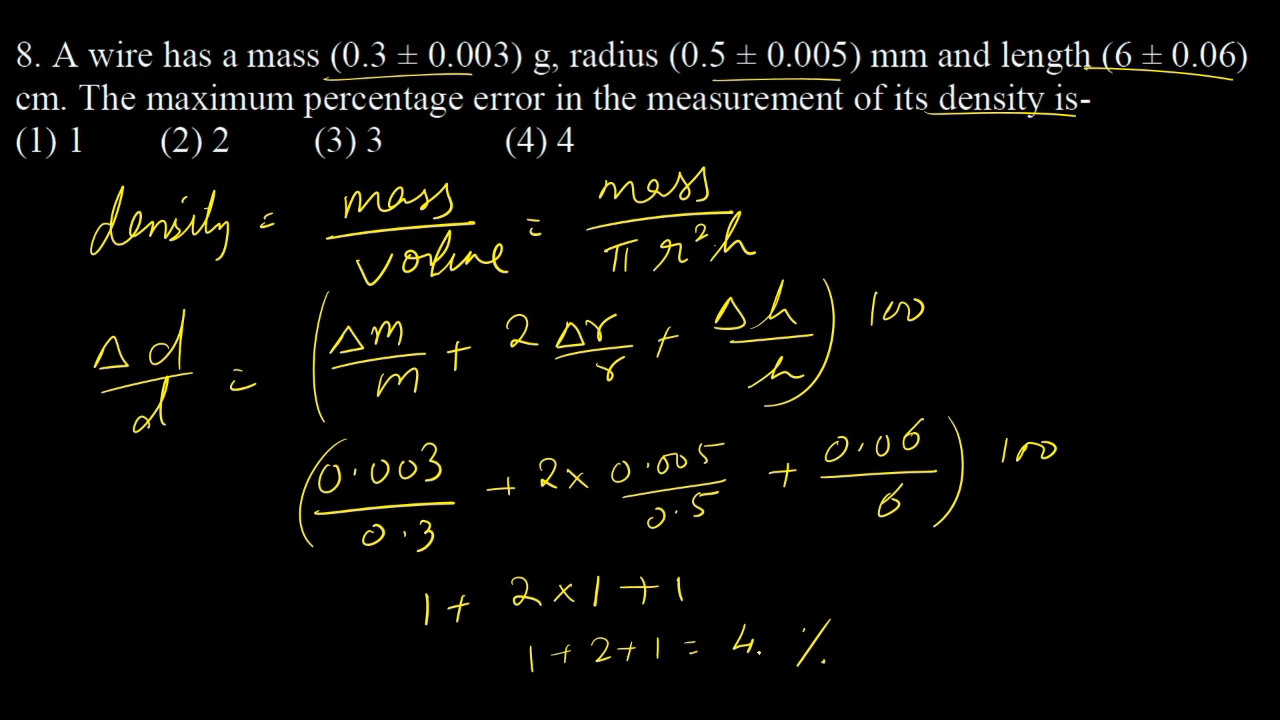 8. A wire has a mass (0.3 ± 0.003) g, radius (0.5 ± 0.005) mm and length (6 ± 0.06)
cm. The maximum percentage error in the measurement of its density is-
(1) 1 (2) 2 (3) 3 (4) 4
density = mass / volume = mass / π r² h
Δd / d = (Δm / m + 2 Δr / r + Δh / h) 100
(0.003 / 0.3 + 2 × 0.005 / 0.5 + 0.06 / 6) 100
1 + 2 × 1 + 1
1 + 2 + 1 = 4. %.